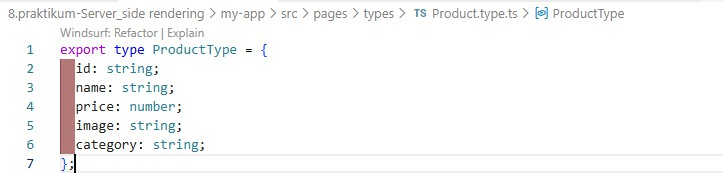 8.praktikum-Server_side rendering > my-app > src > pages > types > TS Product.type.ts > ProductType
Windsurf: Refactor | Explain
1 export type ProductType = {
2 id: string;
3 name: string;
4 price: number;
5 image: string;
6 category: string;
7 };